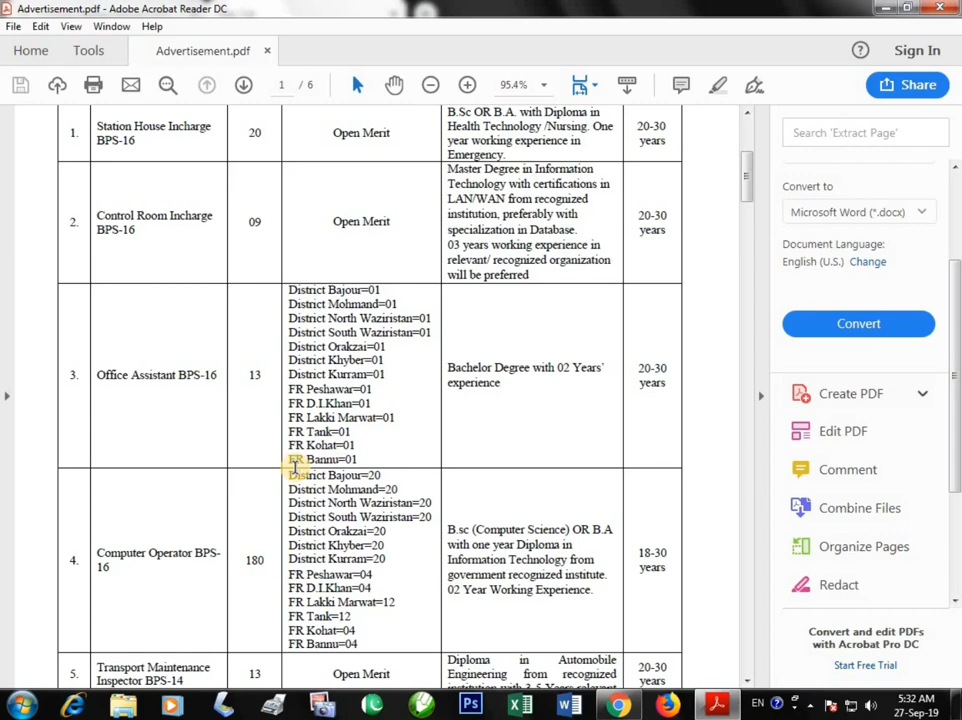 Advertisement.pdf - Adobe Acrobat Reader DC
File Edit View Window Help
Home Tools Advertisement.pdf × Sign In
1 / 6 95.4% Share
1. Station House Incharge BPS-16 20 Open Merit
B.Sc OR B.A. with Diploma in
Health Technology /Nursing. One
year working experience in
Emergency.
20-30
years
2. Control Room Incharge
BPS-16
09 Open Merit
Master Degree in Information
Technology with certifications in
LAN/WAN from recognized
institution, preferably with
specialization in Database.
03 years working experience in
relevant/ recognized organization
will be preferred
20-30
years
3. Office Assistant BPS-16 13
District Bajour=01
District Mohmand=01
District North Waziristan=01
District South Waziristan=01
District Orakzai=01
District Khyber=01
District Kurram=01
FR Peshawar=01
FR D.I.Khan=01
FR Lakki Marwat=01
FR Tank=01
FR Kohat=01
FR Bannu=01
Bachelor Degree with 02 Years’
experience
20-30
years
4. Computer Operator BPS-
16
180
District Bajour=20
District Mohmand=20
District North Waziristan=20
District South Waziristan=20
District Orakzai=20
District Khyber=20
District Kurram=20
FR Peshawar=04
FR D.I.Khan=04
FR Lakki Marwat=12
FR Tank=12
FR Kohat=04
FR Bannu=04
B.sc (Computer Science) OR B.A
with one year Diploma in
Information Technology from
government recognized institute.
02 Year Working Experience.
18-30
years
5. Transport Maintenance
Inspector BPS-14
13 Open Merit
Diploma in Automobile
Engineering from recognized
institution with 3-5 Years relevant
20-30
years
Search 'Extract Page'
Convert to
Microsoft Word (*.docx)
Document Language:
English (U.S.) Change
Convert
Create PDF
Edit PDF
Comment
Combine Files
Organize Pages
Redact
Convert and edit PDFs
with Acrobat Pro DC
Start Free Trial
EN
5:32 AM
27-Sep-19